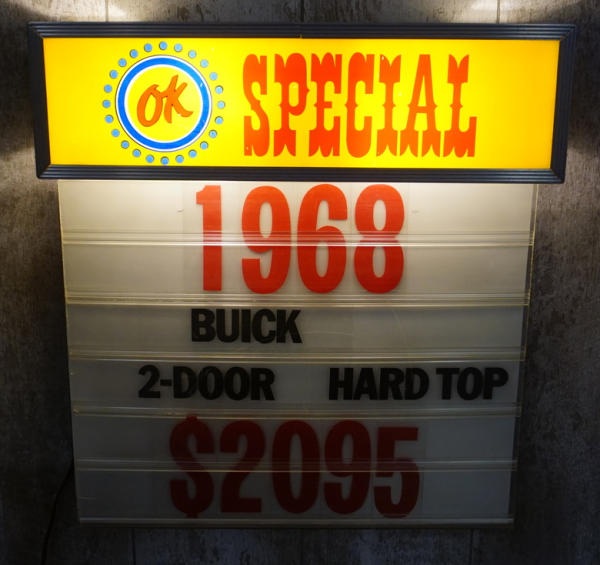 OK SPECIAL
1968
BUICK
2-DOOR HARD TOP
$2095